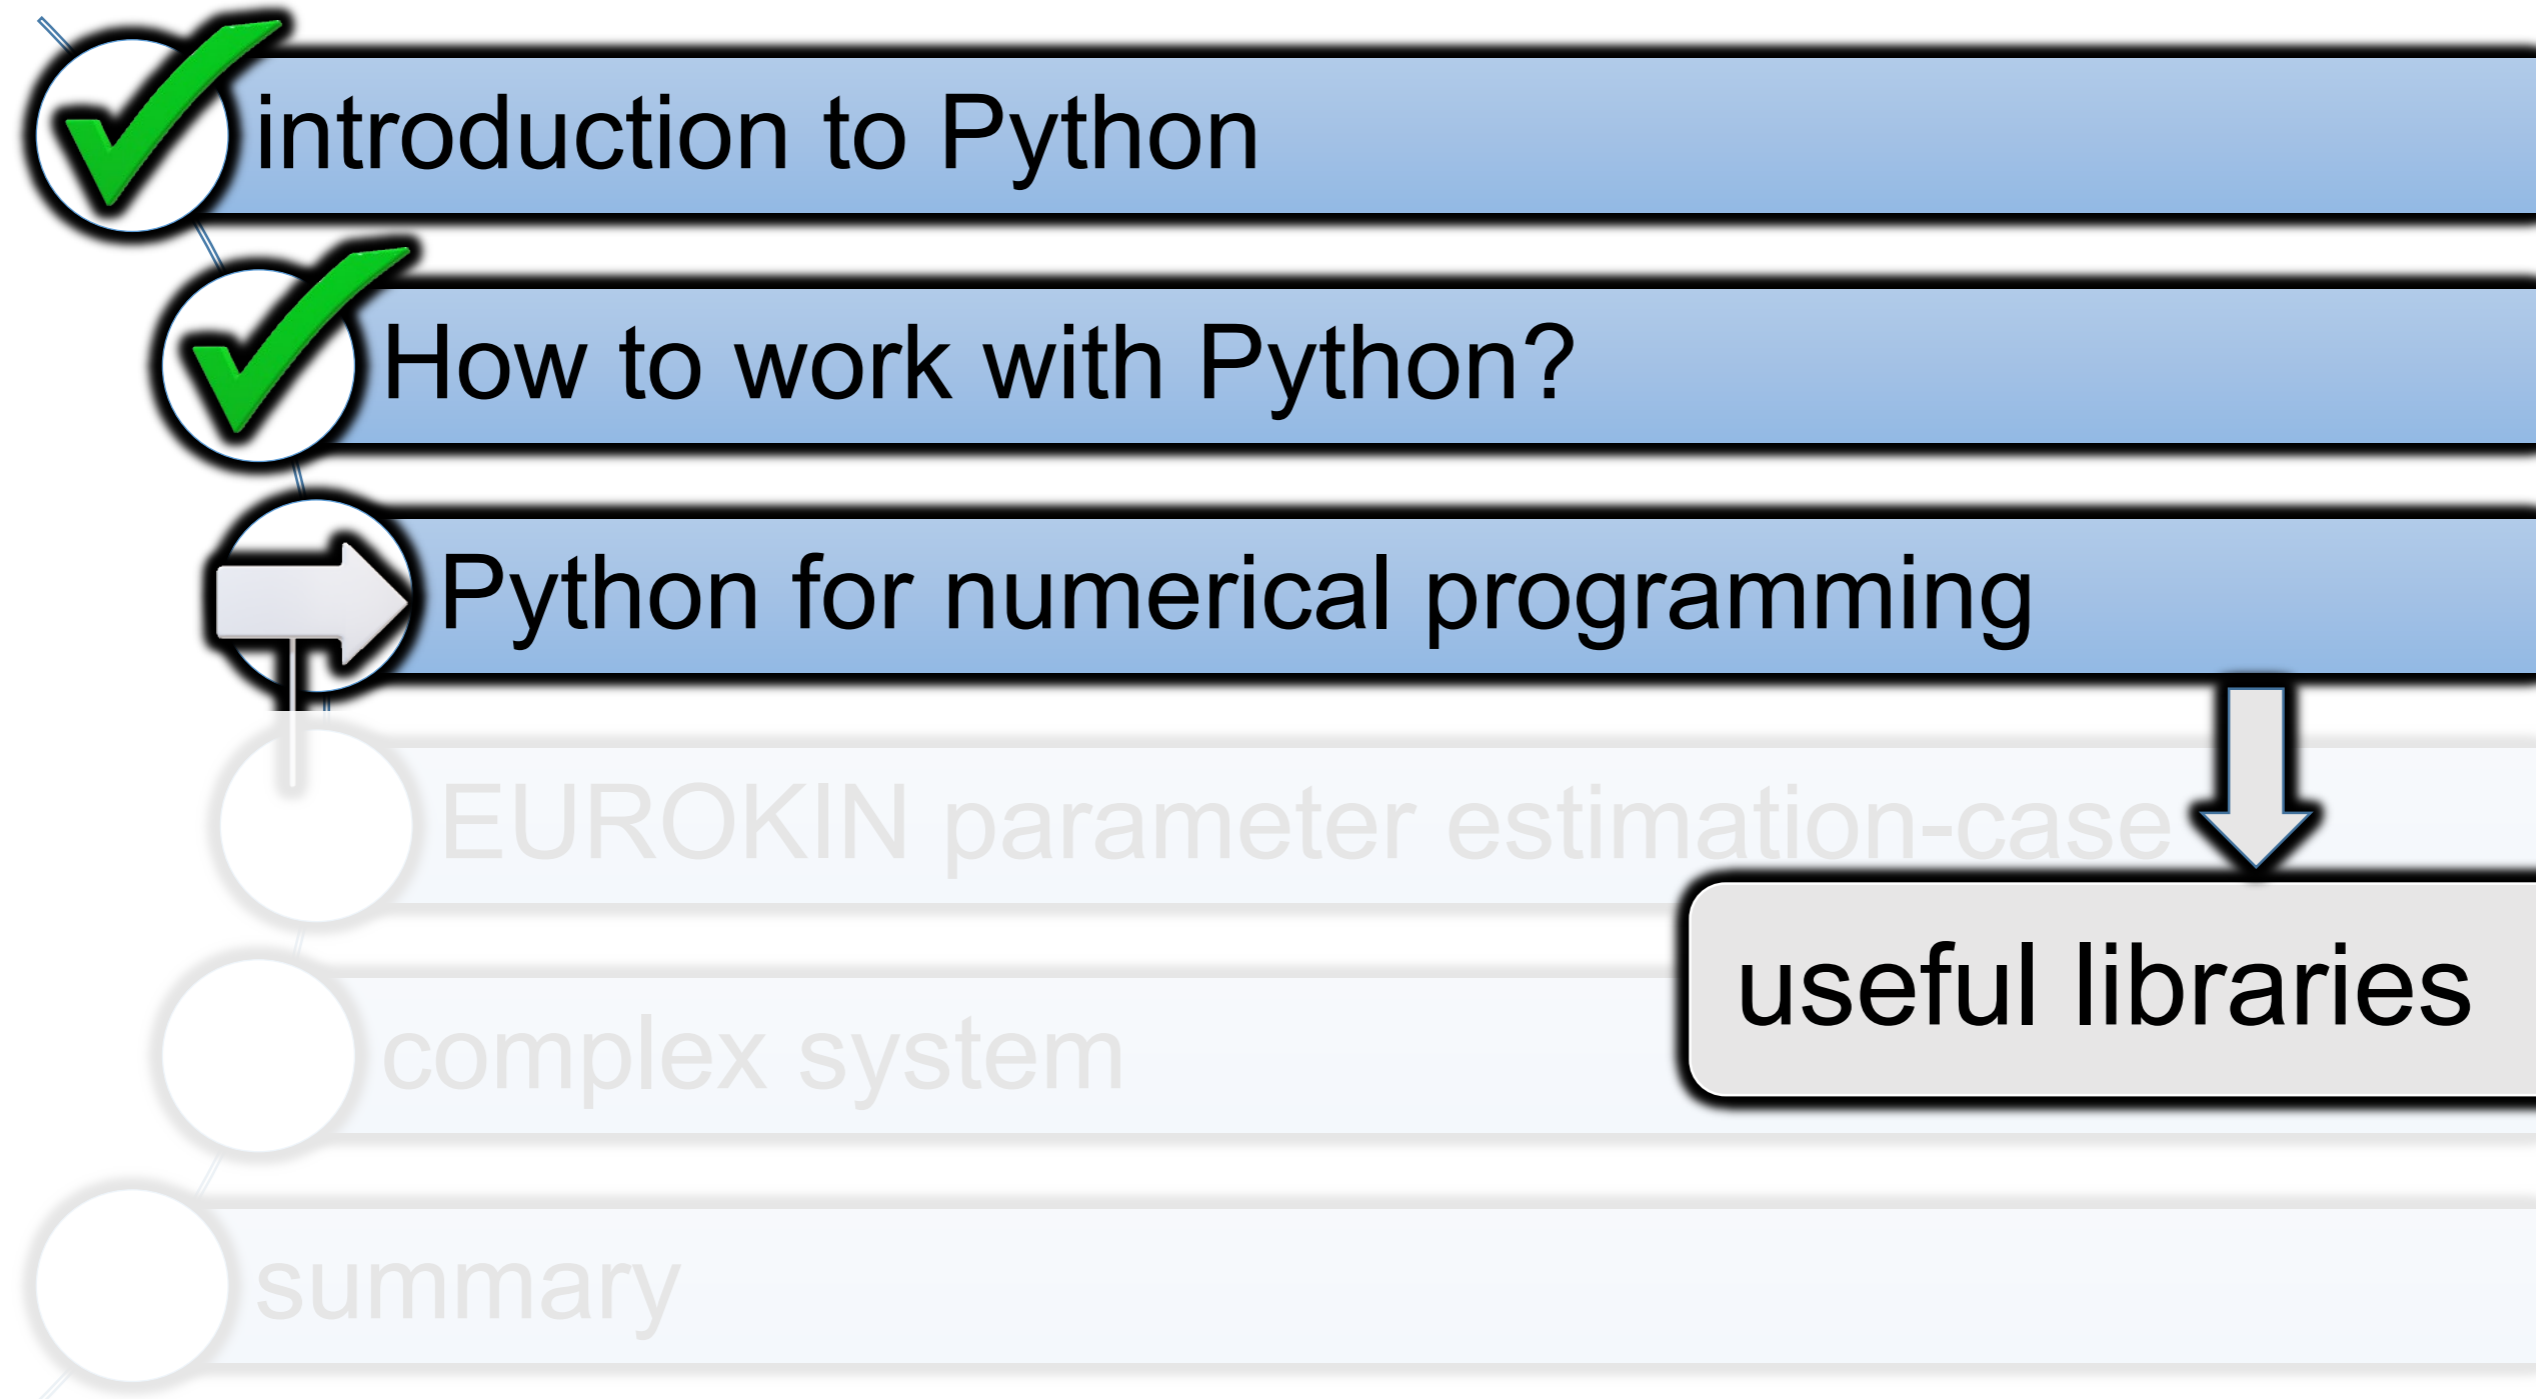 introduction to Python
How to work with Python?
Python for numerical programming
EUROKIN parameter estimation-case
useful libraries
complex system
summary